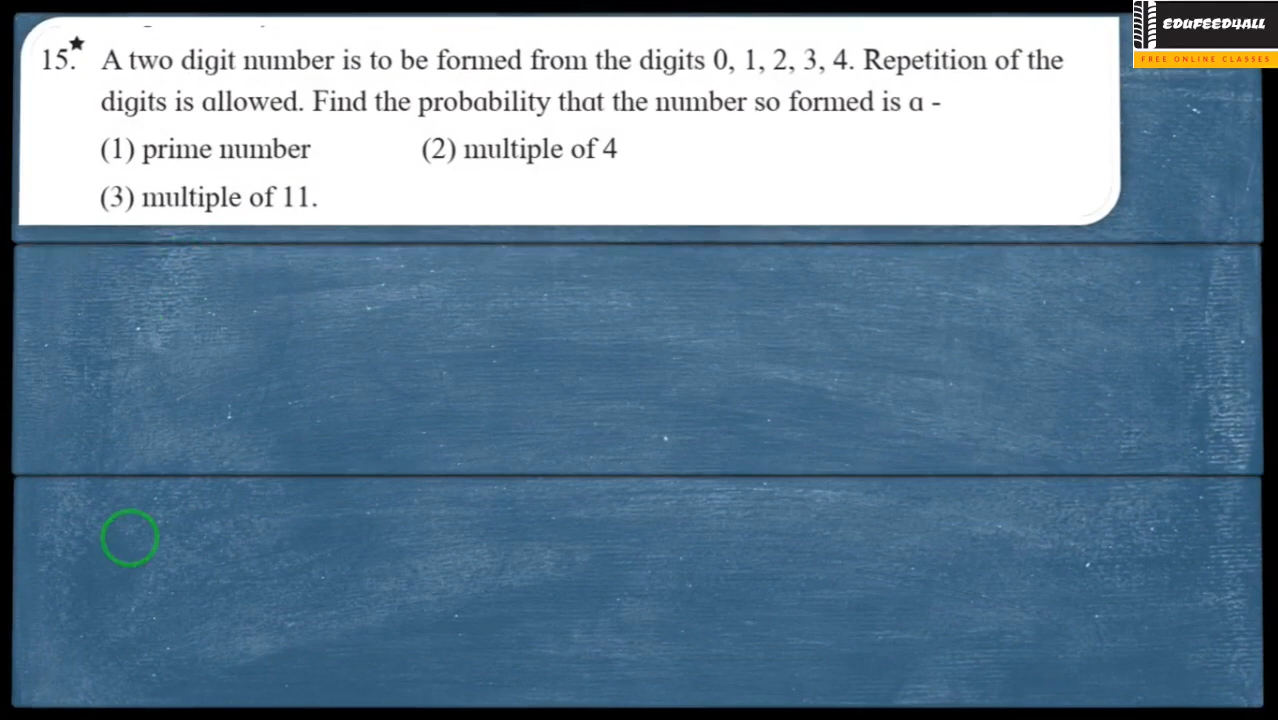 EDUFEED4ALL
FREE ONLINE CLASSES
15.★ A two digit number is to be formed from the digits 0, 1, 2, 3, 4. Repetition of the
digits is allowed. Find the probability that the number so formed is a -
(1) prime number (2) multiple of 4
(3) multiple of 11.